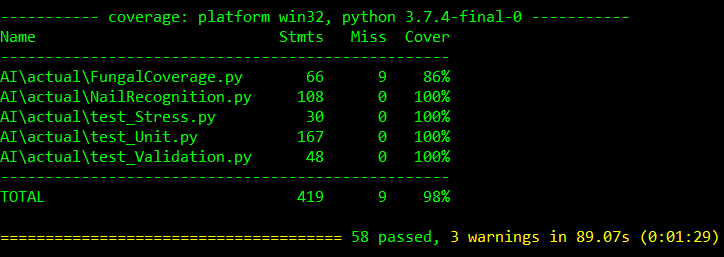 ----------- coverage: platform win32, python 3.7.4-final-0 -----------
Name                              Stmts   Miss  Cover
--------------------------------------------------
AI\actual\FungalCoverage.py       66      9    86%
AI\actual\NailRecognition.py     108      0   100%
AI\actual\test_Stress.py          30      0   100%
AI\actual\test_Unit.py           167      0   100%
AI\actual\test_Validation.py      48      0   100%
--------------------------------------------------
TOTAL                            419      9    98%
====================================== 58 passed, 3 warnings in 89.07s (0:01:29)